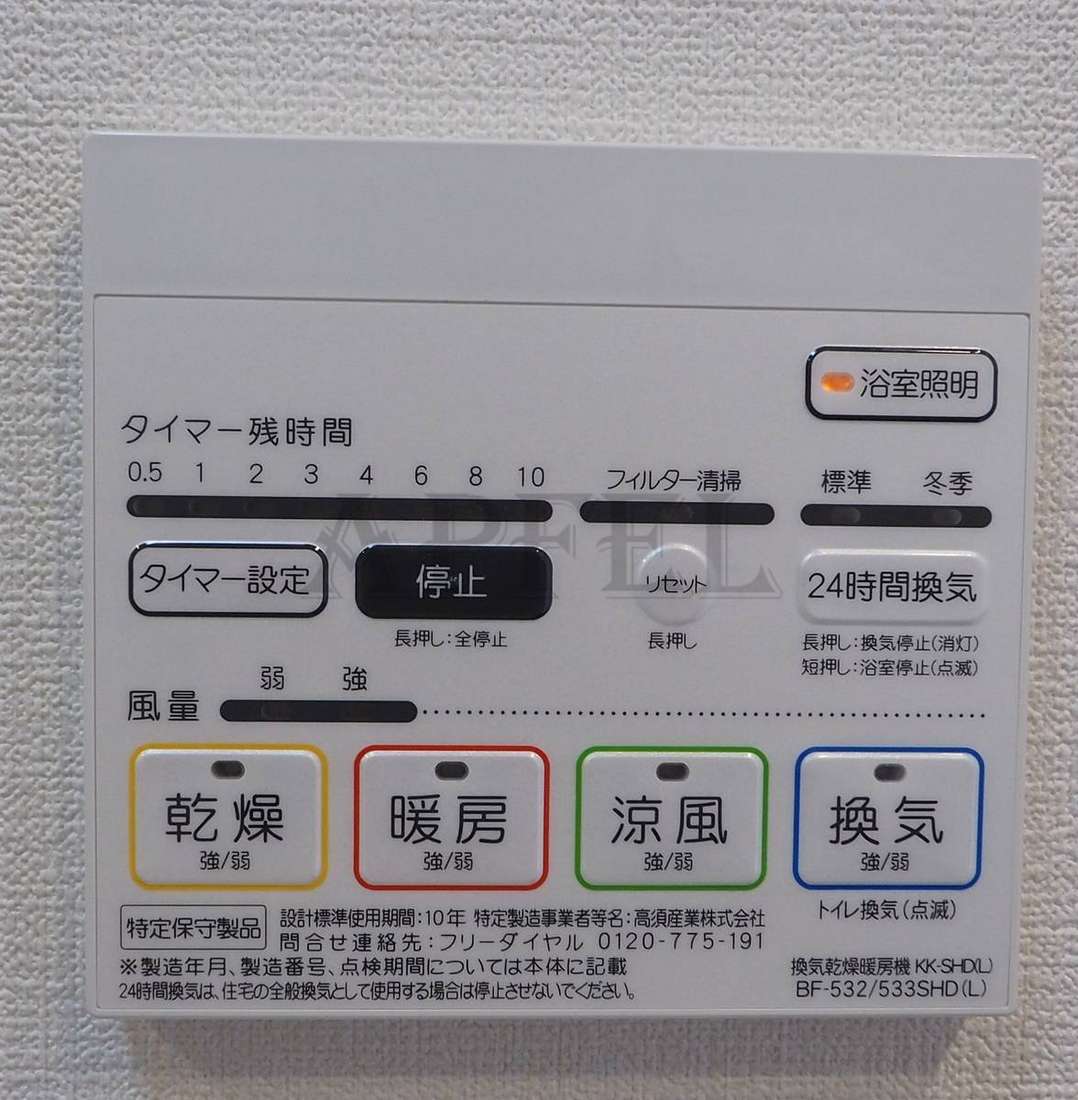 浴室照明
タイマー残時間
0.5 1 2 3 4 6 8 10
フィルター清掃
標準 冬季
APFEL
タイマー設定
停止
リセット
24時間換気
長押し:全停止
長押し
長押し:換気停止(消灯)
短押し:浴室停止(点滅)
弱 強
風量
乾燥
強/弱
暖房
強/弱
涼風
強/弱
換気
強/弱
トイレ換気(点滅)
特定保守製品
設計標準使用期間:10年 特定製造事業者等名:高須産業株式会社
問合せ連絡先:フリーダイヤル 0120-775-191
※製造年月、製造番号、点検期間については本体に記載
24時間換気は、住宅の全般換気として使用する場合は停止させないでください。
換気乾燥暖房機 KK-SHD(L)
BF-532/533SHD(L)